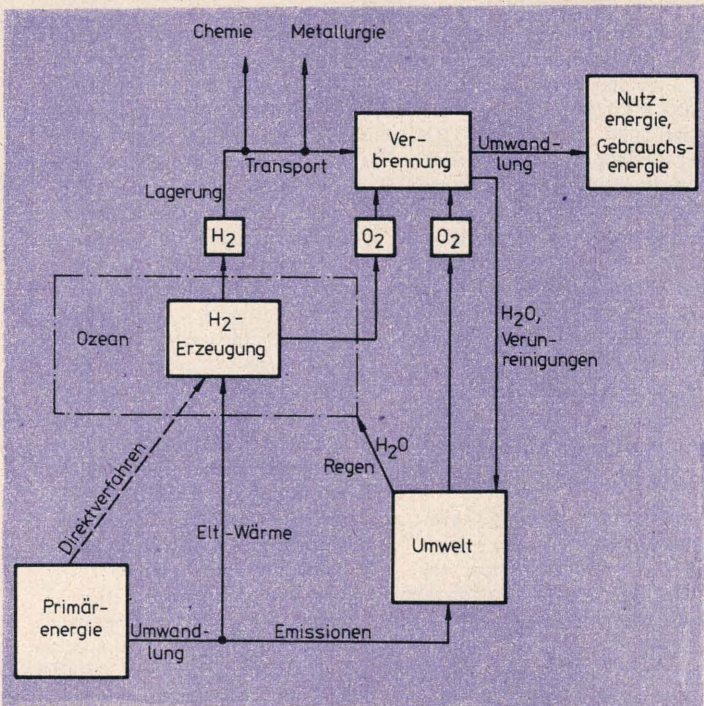 Chemie Metallurgie
Nutz-
energie,
Gebrauchs-
energie
Ver-
brennung
Umwand-
lung
Transport
Lagerung
H2
O2
O2
Ozean
H2-
Erzeugung
H2O,
Verun-
reinigungen
H2O
Regen
Direktverfahren
Elt-Wärme
Umwelt
Primär-
energie
Umwand-
lung
Emissionen